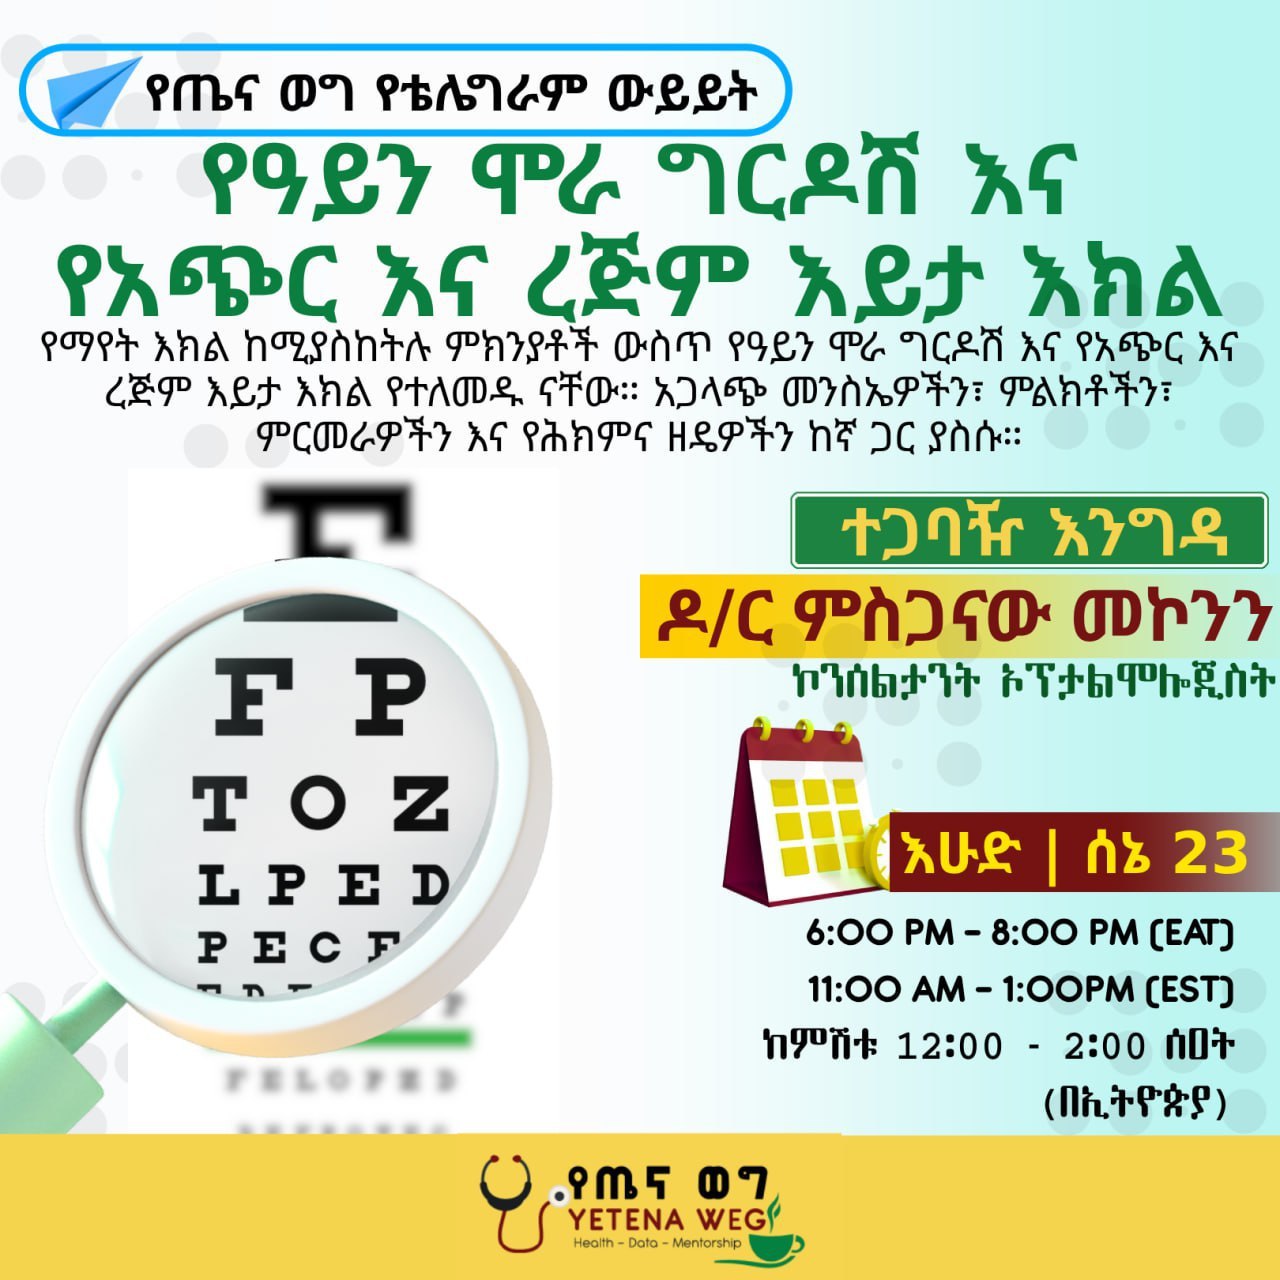 የጤና ወግ የቴሌግራም ውይይት
የዓይን ሞራ ግርዶሽ እና
የአጭር እና ረጅም እይታ እክል
የማየት እክል ከሚያስከትሉ ምክንያቶች ውስጥ የዓይን ሞራ ግርዶሽ እና የአጭር እና
ረጅም እይታ እክል የተለመዱ ናቸው። አጋላጭ መንስኤዎችን፣ ምልክቶችን፣
ምርመራዎችን እና የሕክምና ዘዴዎችን ከኛ ጋር ያስሱ።
ተጋባዥ እንግዳ
ዶ/ር ምስጋናው መኮንን
ኮንሰልታንት ኦፕታልሞሎጂስት
እሁድ | ሰኔ 23
6:00 PM - 8:00 PM (EAT)
11:00 AM - 1:00PM (EST)
ከምሽቱ 12:00 - 2:00 ሰዐት
(በኢትዮጵያ)
F P
T O Z
L P E D
P E C F
F E L O P E D
የጤና ወግ
YETENA WEG
Health - Data - Mentorship